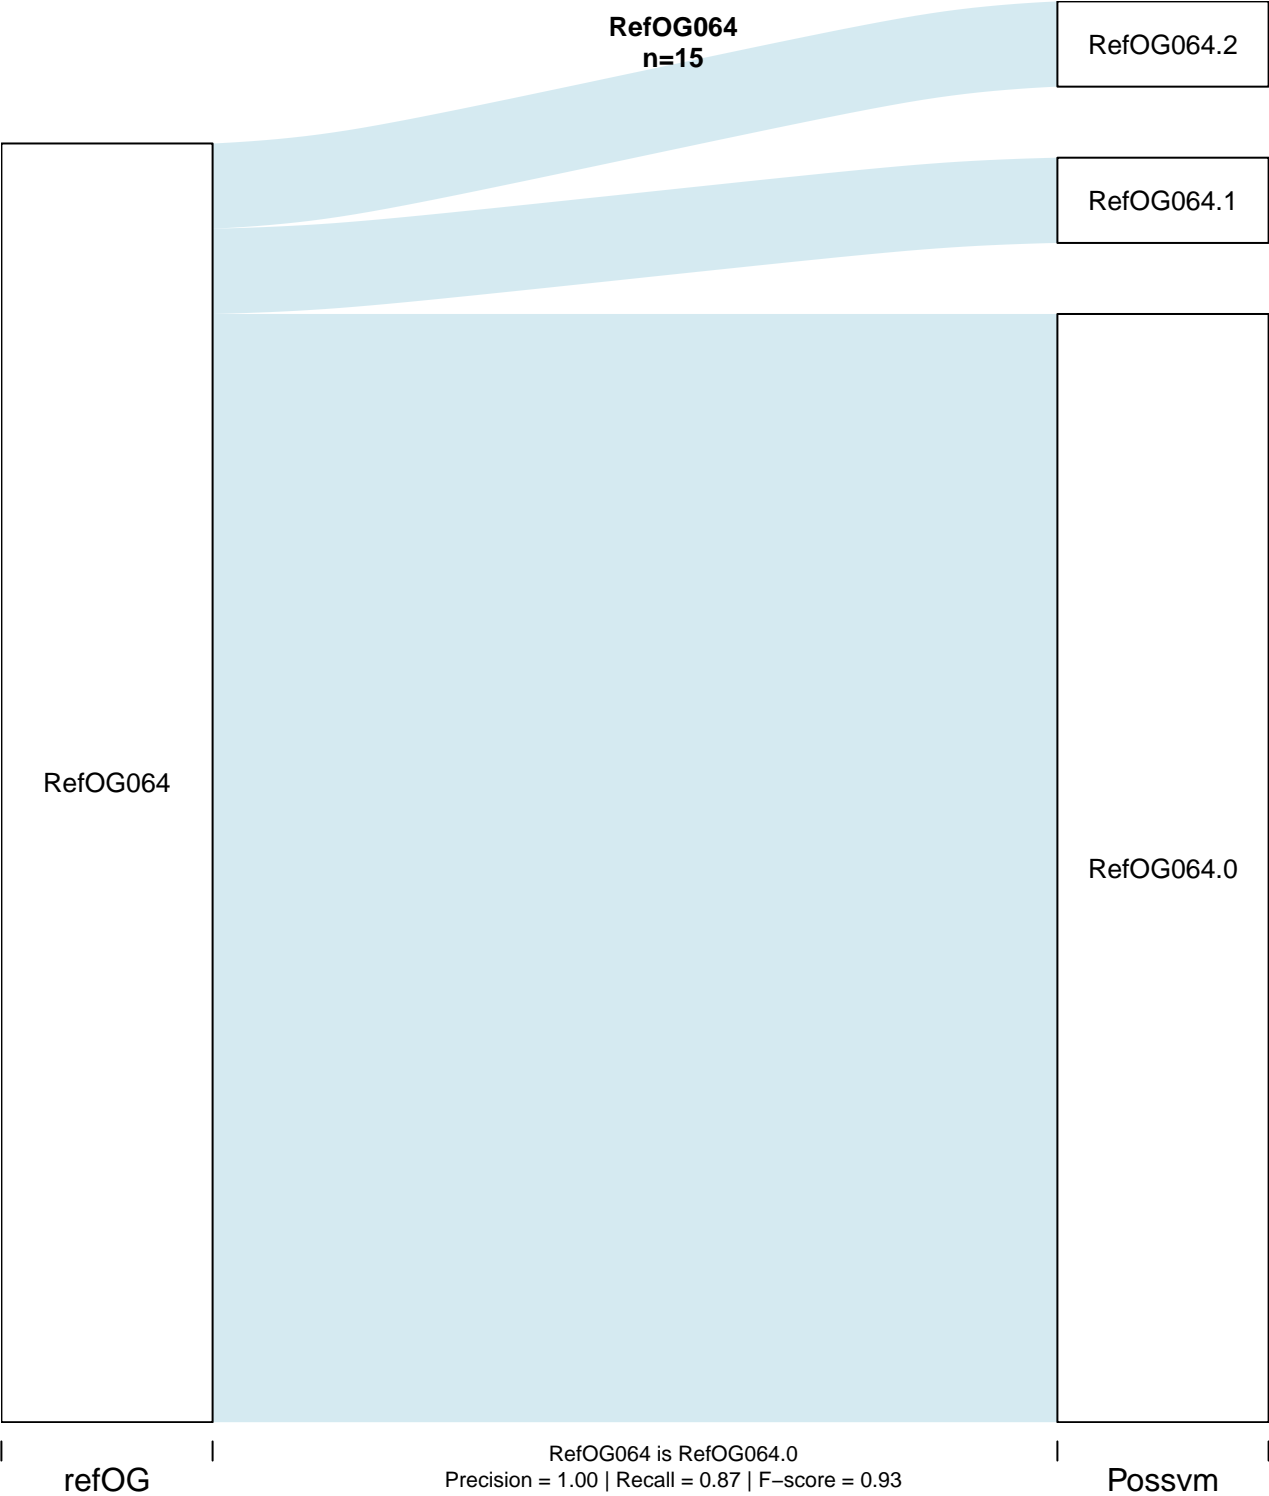 RefOG064
n=15
RefOG064.2
RefOG064.1
RefOG064
RefOG064.0
RefOG064 is RefOG064.0
Precision = 1.00 | Recall = 0.87 | F−score = 0.93
refOG
Possvm